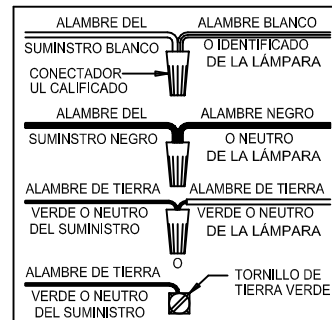 ALAMBRE DEL
SUMINSTRO BLANCO
ALAMBRE BLANCO
O IDENTIFICADO
DE LA LÁMPARA
CONECTADOR
UL CALIFICADO
ALAMBRE DEL
SUMINSTRO NEGRO
ALAMBRE NEGRO
O NEUTRO
DE LA LÁMPARA
ALAMBRE DE TIERRA
VERDE O NEUTRO
DEL SUMINISTRO
ALAMBRE DE TIERRA
VERDE O NEUTRO
DE LA LÁMPARA
O
ALAMBRE DE TIERRA
VERDE O NEUTRO
DEL SUMINISTRO
TORNILLO DE
TIERRA VERDE